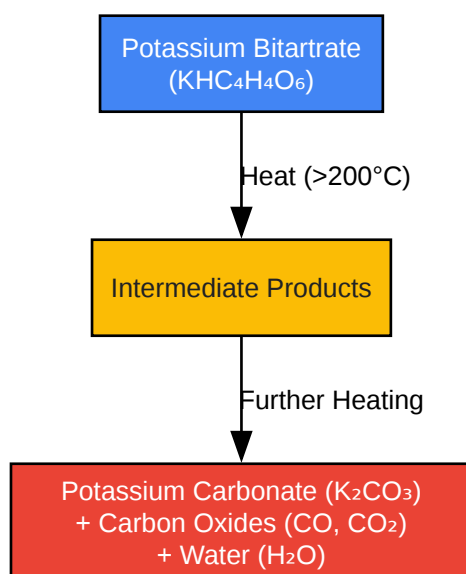 Potassium Bitartrate
(KHC₄H₄O₆)
Heat (>200°C)
Intermediate Products
Further Heating
Potassium Carbonate (K₂CO₃)
+ Carbon Oxides (CO, CO₂)
+ Water (H₂O)